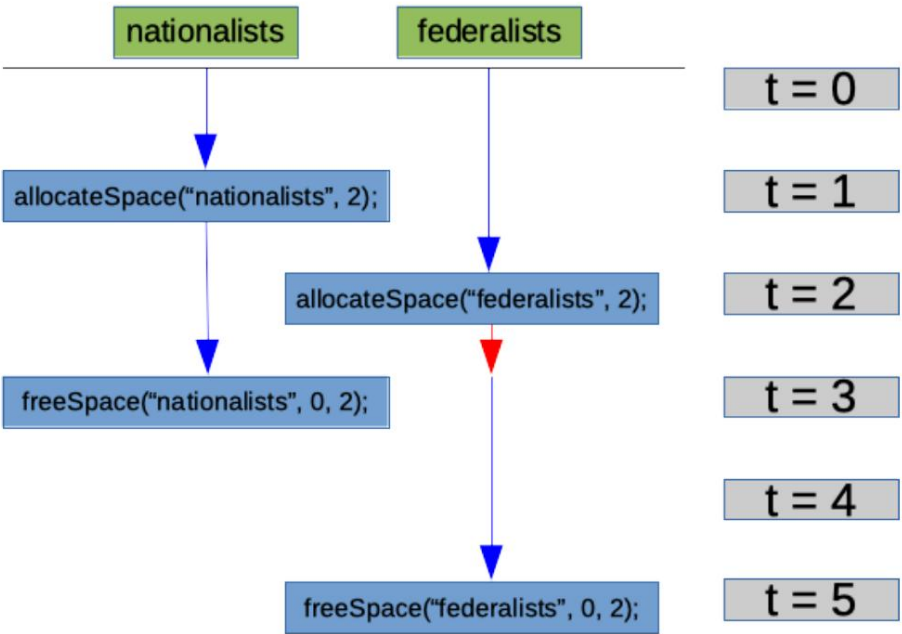 nationalists federalists
t = 0
allocateSpace(“nationalists”, 2);
t = 1
allocateSpace(“federalists”, 2);
t = 2
freeSpace(“nationalists”, 0, 2);
t = 3
t = 4
freeSpace(“federalists”, 0, 2);
t = 5